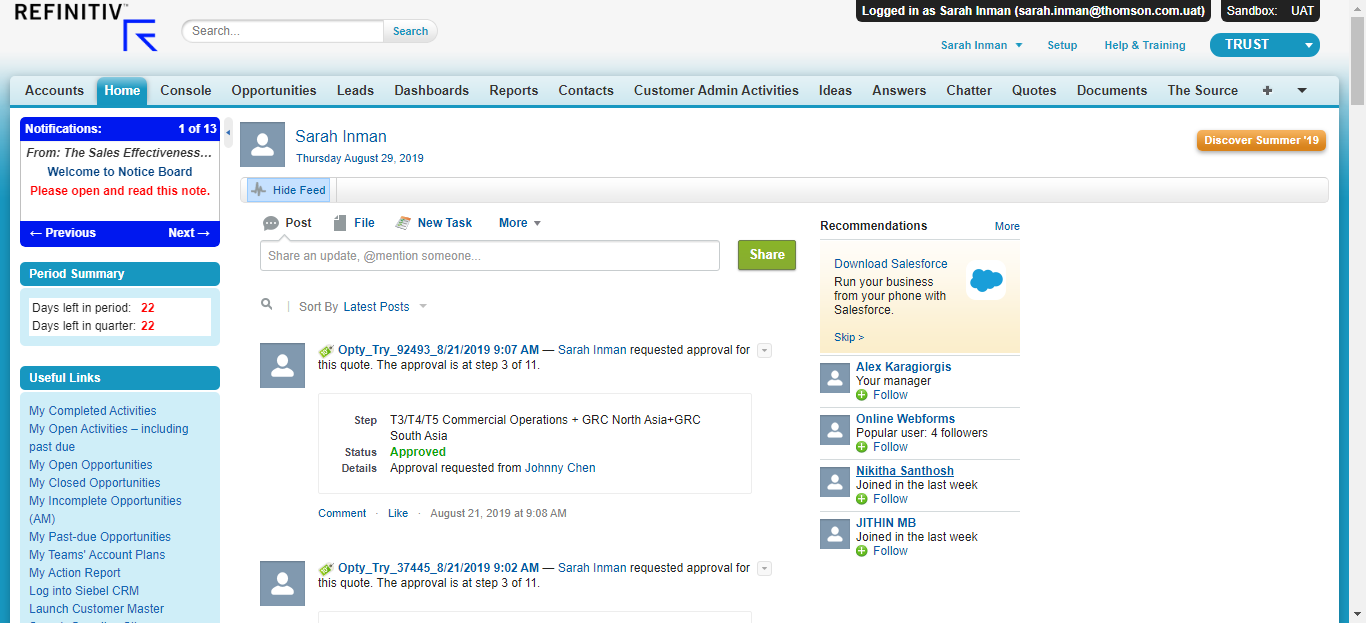 REFINITIV
Search...
Search
Logged in as Sarah Inman (sarah.inman@thomson.com.uat)
Sandbox: UAT
Sarah Inman
Setup
Help & Training
TRUST
Accounts
Home
Console
Opportunities
Leads
Dashboards
Reports
Contacts
Customer Admin Activities
Ideas
Answers
Chatter
Quotes
Documents
The Source
Notifications: 1 of 13
From: The Sales Effectiveness...
Welcome to Notice Board
Please open and read this note.
← Previous Next →
Period Summary
Days left in period: 22
Days left in quarter: 22
Useful Links
My Completed Activities
My Open Activities – including
past due
My Open Opportunities
My Closed Opportunities
My Incomplete Opportunities
(AM)
My Past-due Opportunities
My Teams' Account Plans
My Action Report
Log into Siebel CRM
Launch Customer Master
Sarah Inman
Thursday August 29, 2019
Discover Summer '19
Hide Feed
Post
File
New Task
More
Share an update, @mention someone...
Share
Sort By Latest Posts
Opty_Try_92493_8/21/2019 9:07 AM — Sarah Inman requested approval for
this quote. The approval is at step 3 of 11.
Step T3/T4/T5 Commercial Operations + GRC North Asia+GRC
South Asia
Status Approved
Details Approval requested from Johnny Chen
Comment · Like · August 21, 2019 at 9:08 AM
Opty_Try_37445_8/21/2019 9:02 AM — Sarah Inman requested approval for
this quote. The approval is at step 3 of 11.
Recommendations More
Download Salesforce
Run your business
from your phone with
Salesforce.
Skip >
Alex Karagiorgis
Your manager
Follow
Online Webforms
Popular user: 4 followers
Follow
Nikitha Santhosh
Joined in the last week
Follow
JITHIN MB
Joined in the last week
Follow